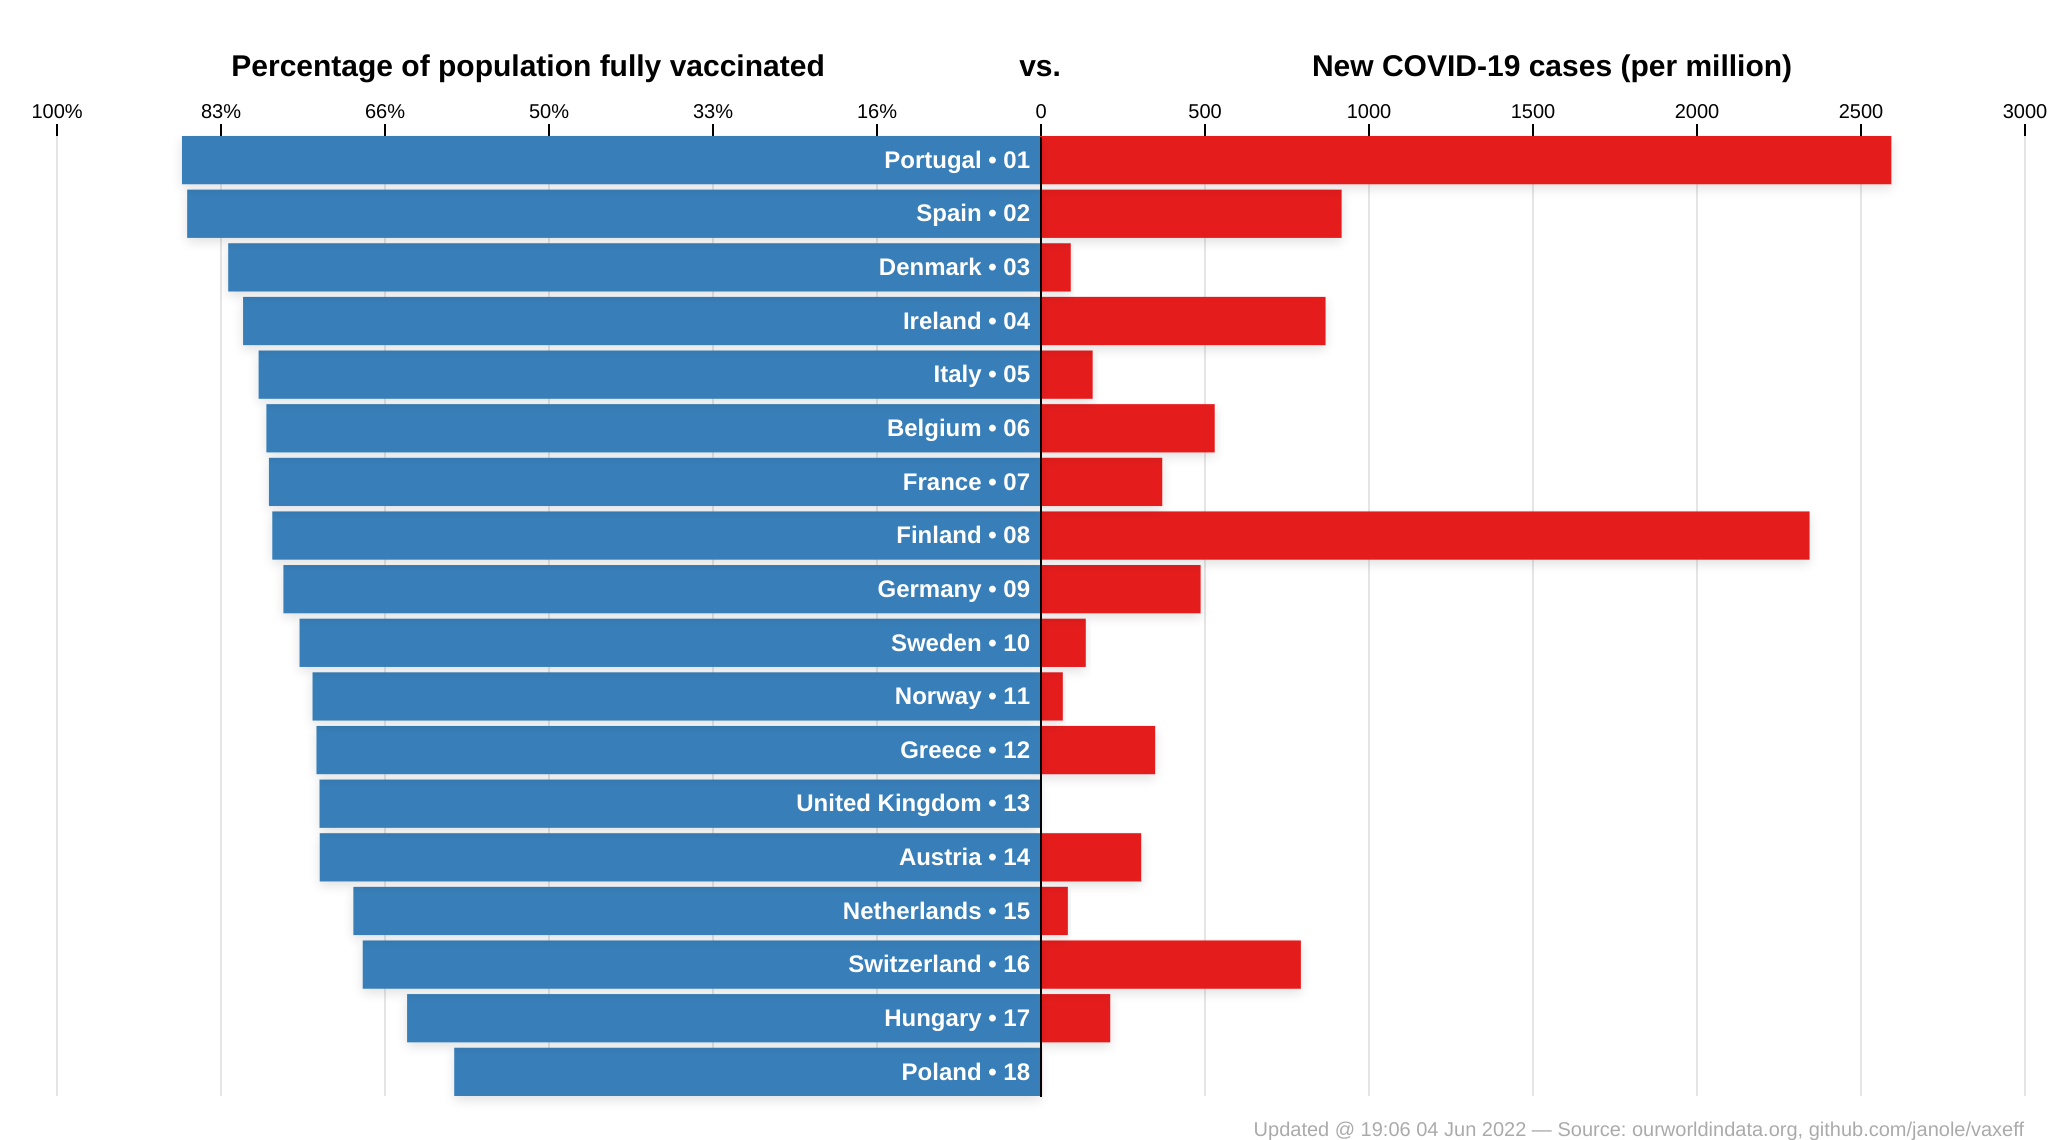 Percentage of population fully vaccinated vs. New COVID-19 cases (per million)
100% 83% 66% 50% 33% 16% 0 500 1000 1500 2000 2500 3000
Portugal • 01
Spain • 02
Denmark • 03
Ireland • 04
Italy • 05
Belgium • 06
France • 07
Finland • 08
Germany • 09
Sweden • 10
Norway • 11
Greece • 12
United Kingdom • 13
Austria • 14
Netherlands • 15
Switzerland • 16
Hungary • 17
Poland • 18
Updated @ 19:06 04 Jun 2022 — Source: ourworldindata.org, github.com/janole/vaxeff